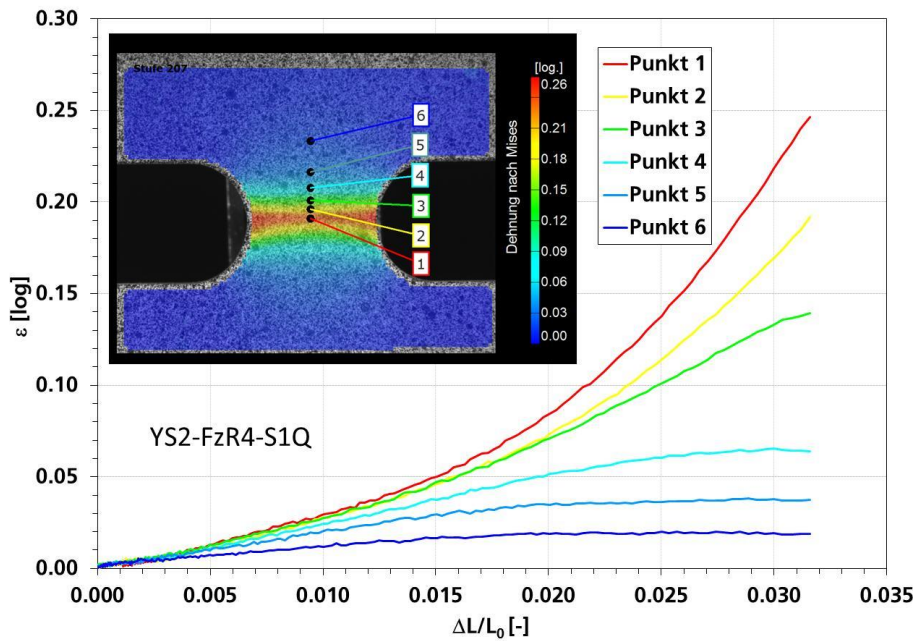 0.30
0.25
0.20
0.15
0.10
0.05
0.00
ε [log]
Stufe 207
6
5
4
3
2
1
[log.]
0.26
0.21
0.18
0.15
0.12
0.09
0.06
0.03
0.00
Dehnung nach Mises
Punkt 1
Punkt 2
Punkt 3
Punkt 4
Punkt 5
Punkt 6
YS2-FzR4-S1Q
0.000 0.005 0.010 0.015 0.020 0.025 0.030 0.035
ΔL/L₀ [-]